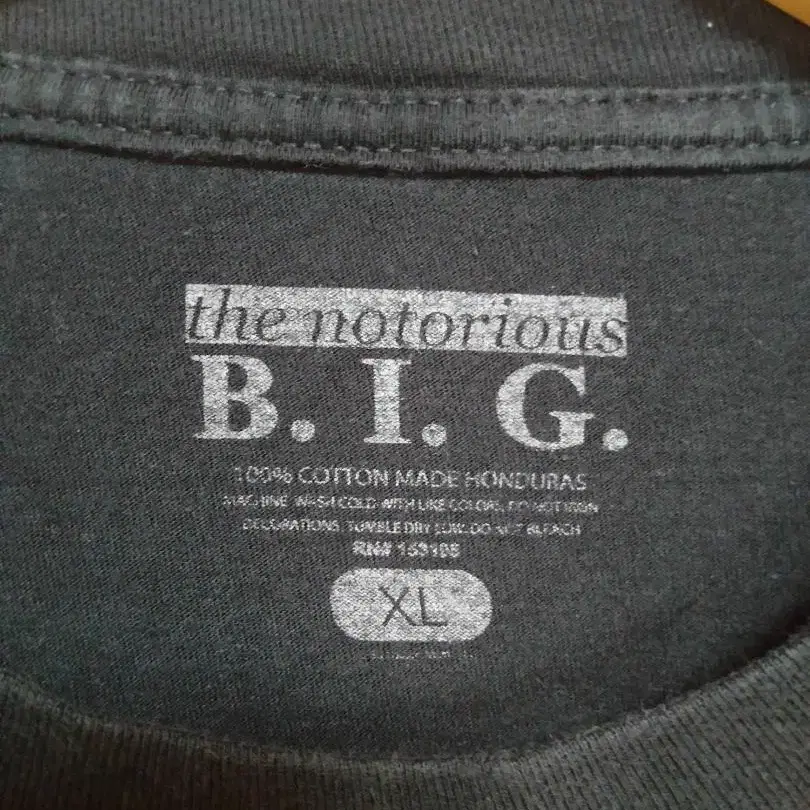 the notorious
B. I. G.
100% COTTON MADE HONDURAS
MACHINE WASH COLD WITH LIKE COLORS, DO NOT IRON
DECORATIONS, TUMBLE DRY LOW. DO NOT BLEACH
RN#
XL